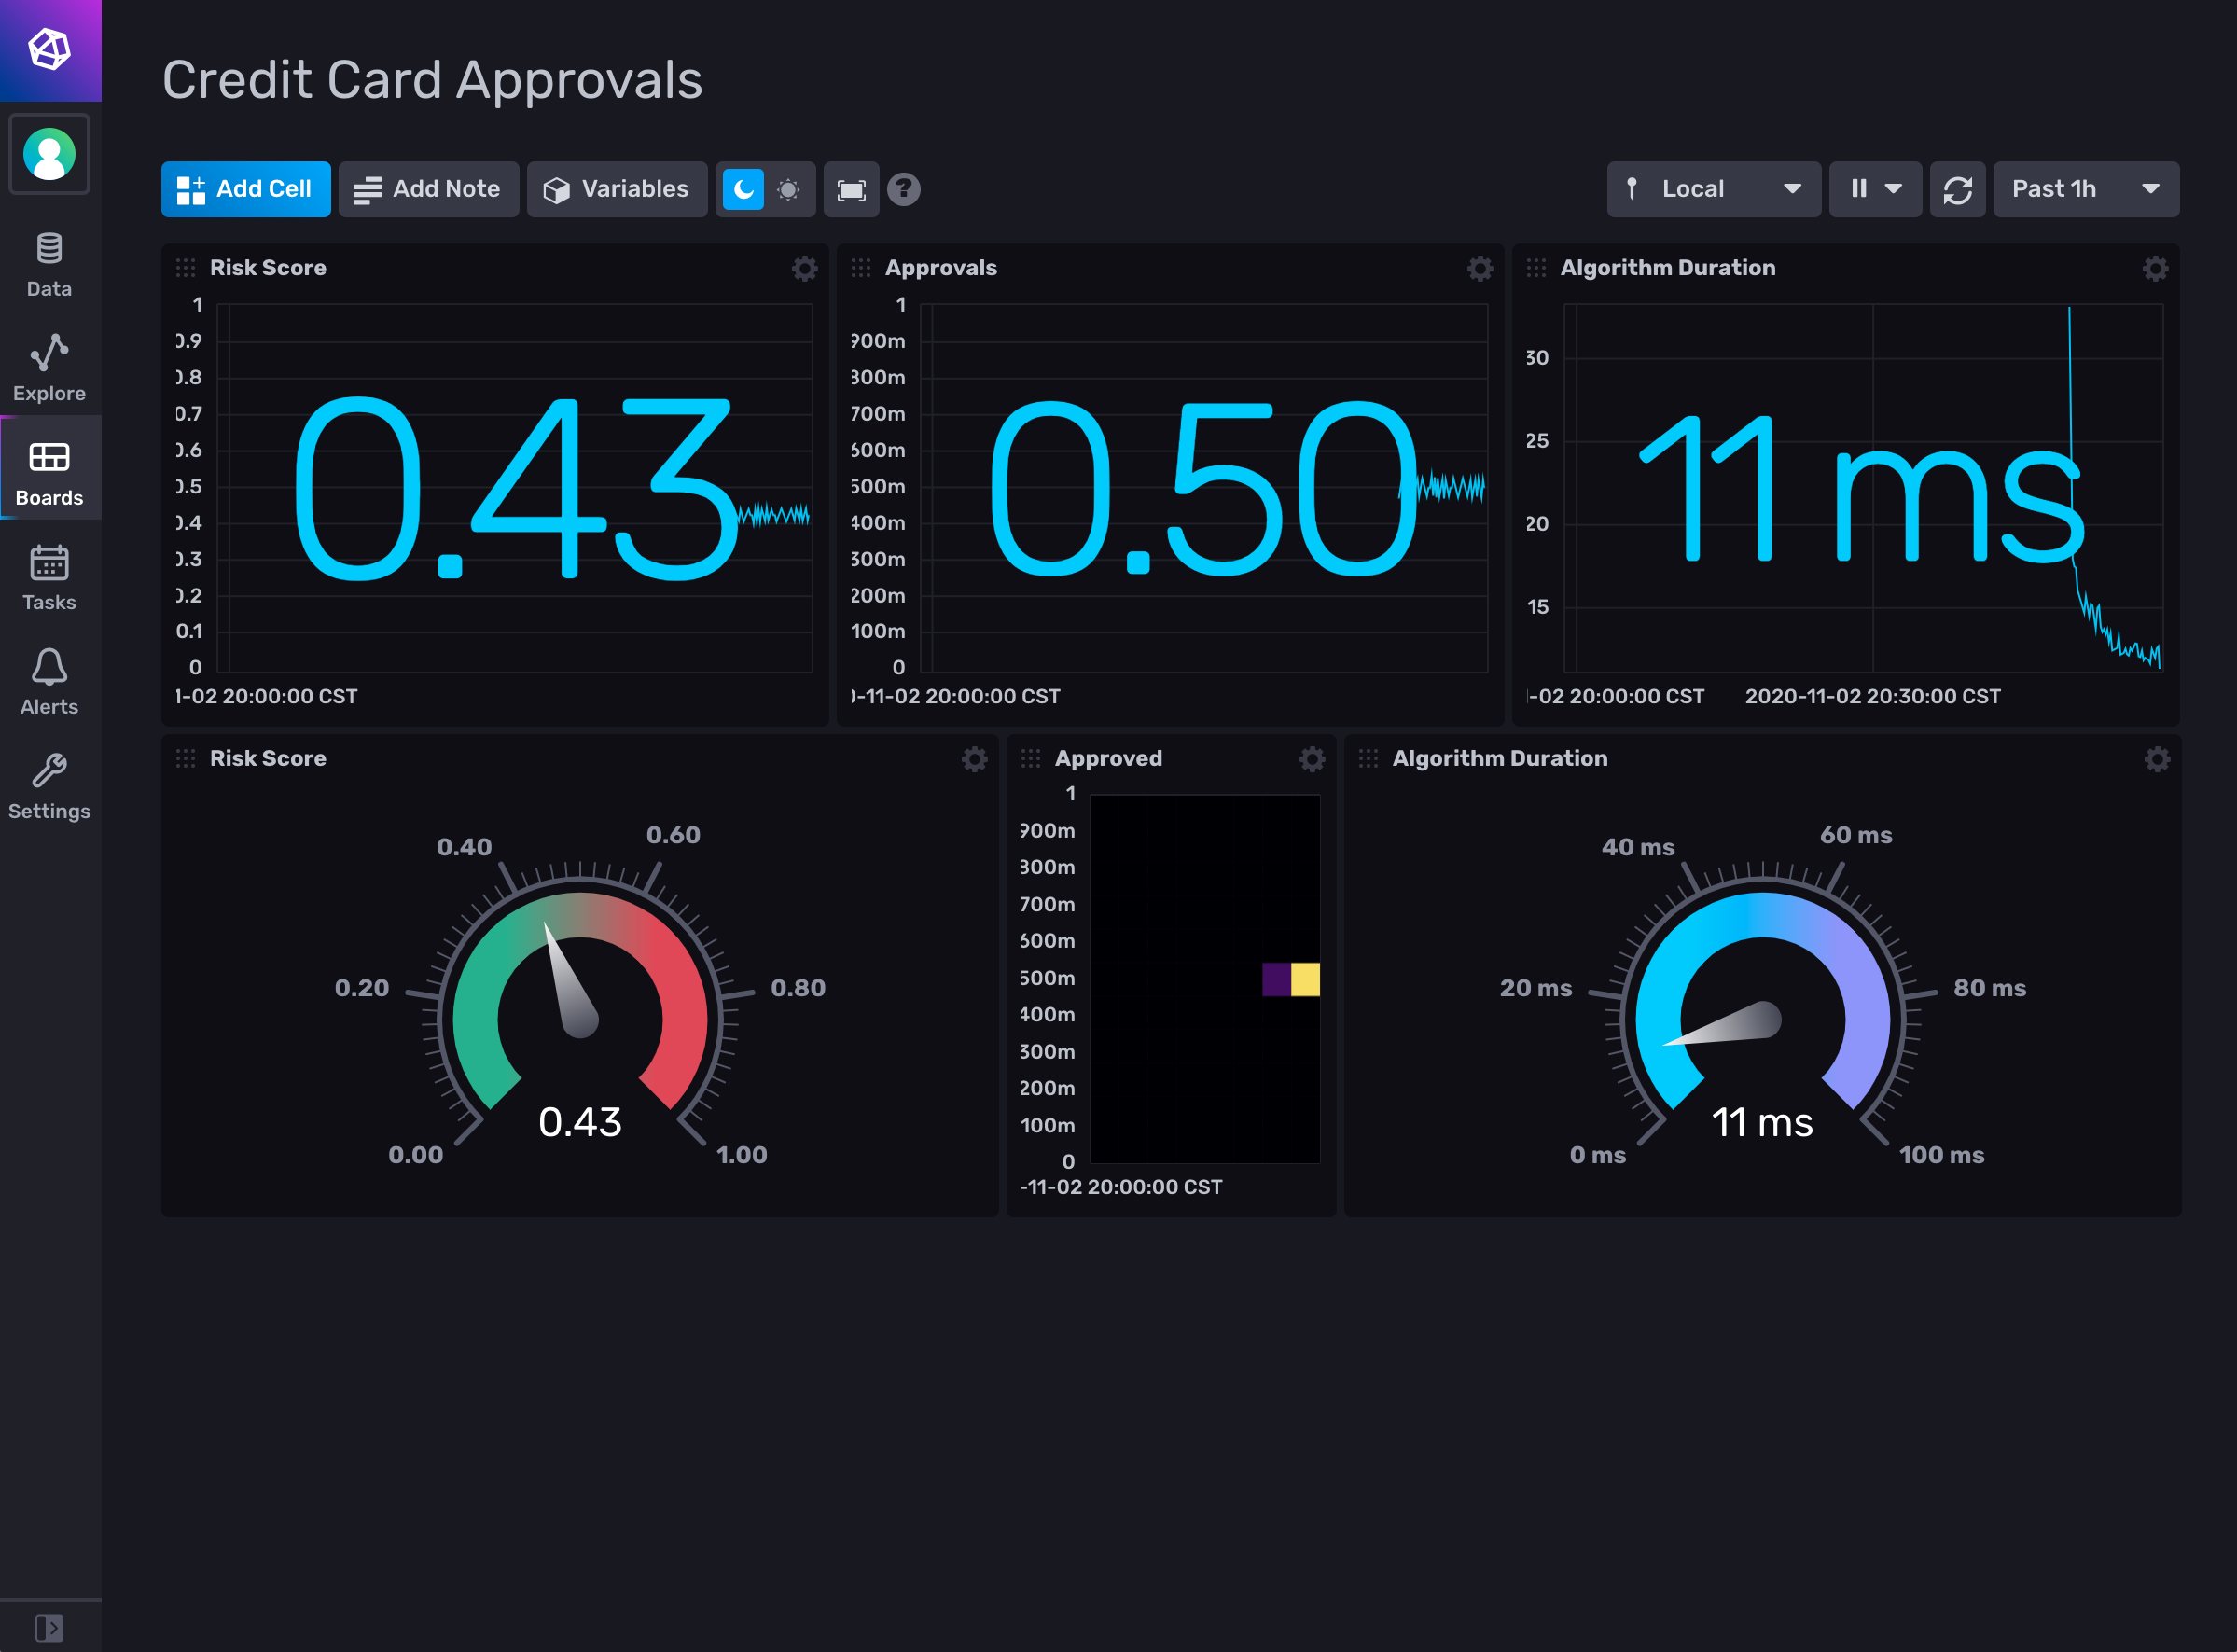 Credit Card Approvals
Add Cell
Add Note
Variables
?
Local
Past 1h
Data
Explore
Boards
Tasks
Alerts
Settings
Risk Score
1
0.9
0.8
0.7
0.6
0.5
0.4
0.3
0.2
0.1
0
1-02 20:00:00 CST
0.43
Approvals
1
900m
800m
700m
600m
500m
400m
300m
200m
100m
0
-11-02 20:00:00 CST
0.50
Algorithm Duration
30
25
20
15
-02 20:00:00 CST
2020-11-02 20:30:00 CST
11 ms
Risk Score
0.00
0.20
0.40
0.60
0.80
1.00
0.43
Approved
1
900m
800m
700m
600m
500m
400m
300m
200m
100m
0
-11-02 20:00:00 CST
Algorithm Duration
0 ms
20 ms
40 ms
60 ms
80 ms
100 ms
11 ms